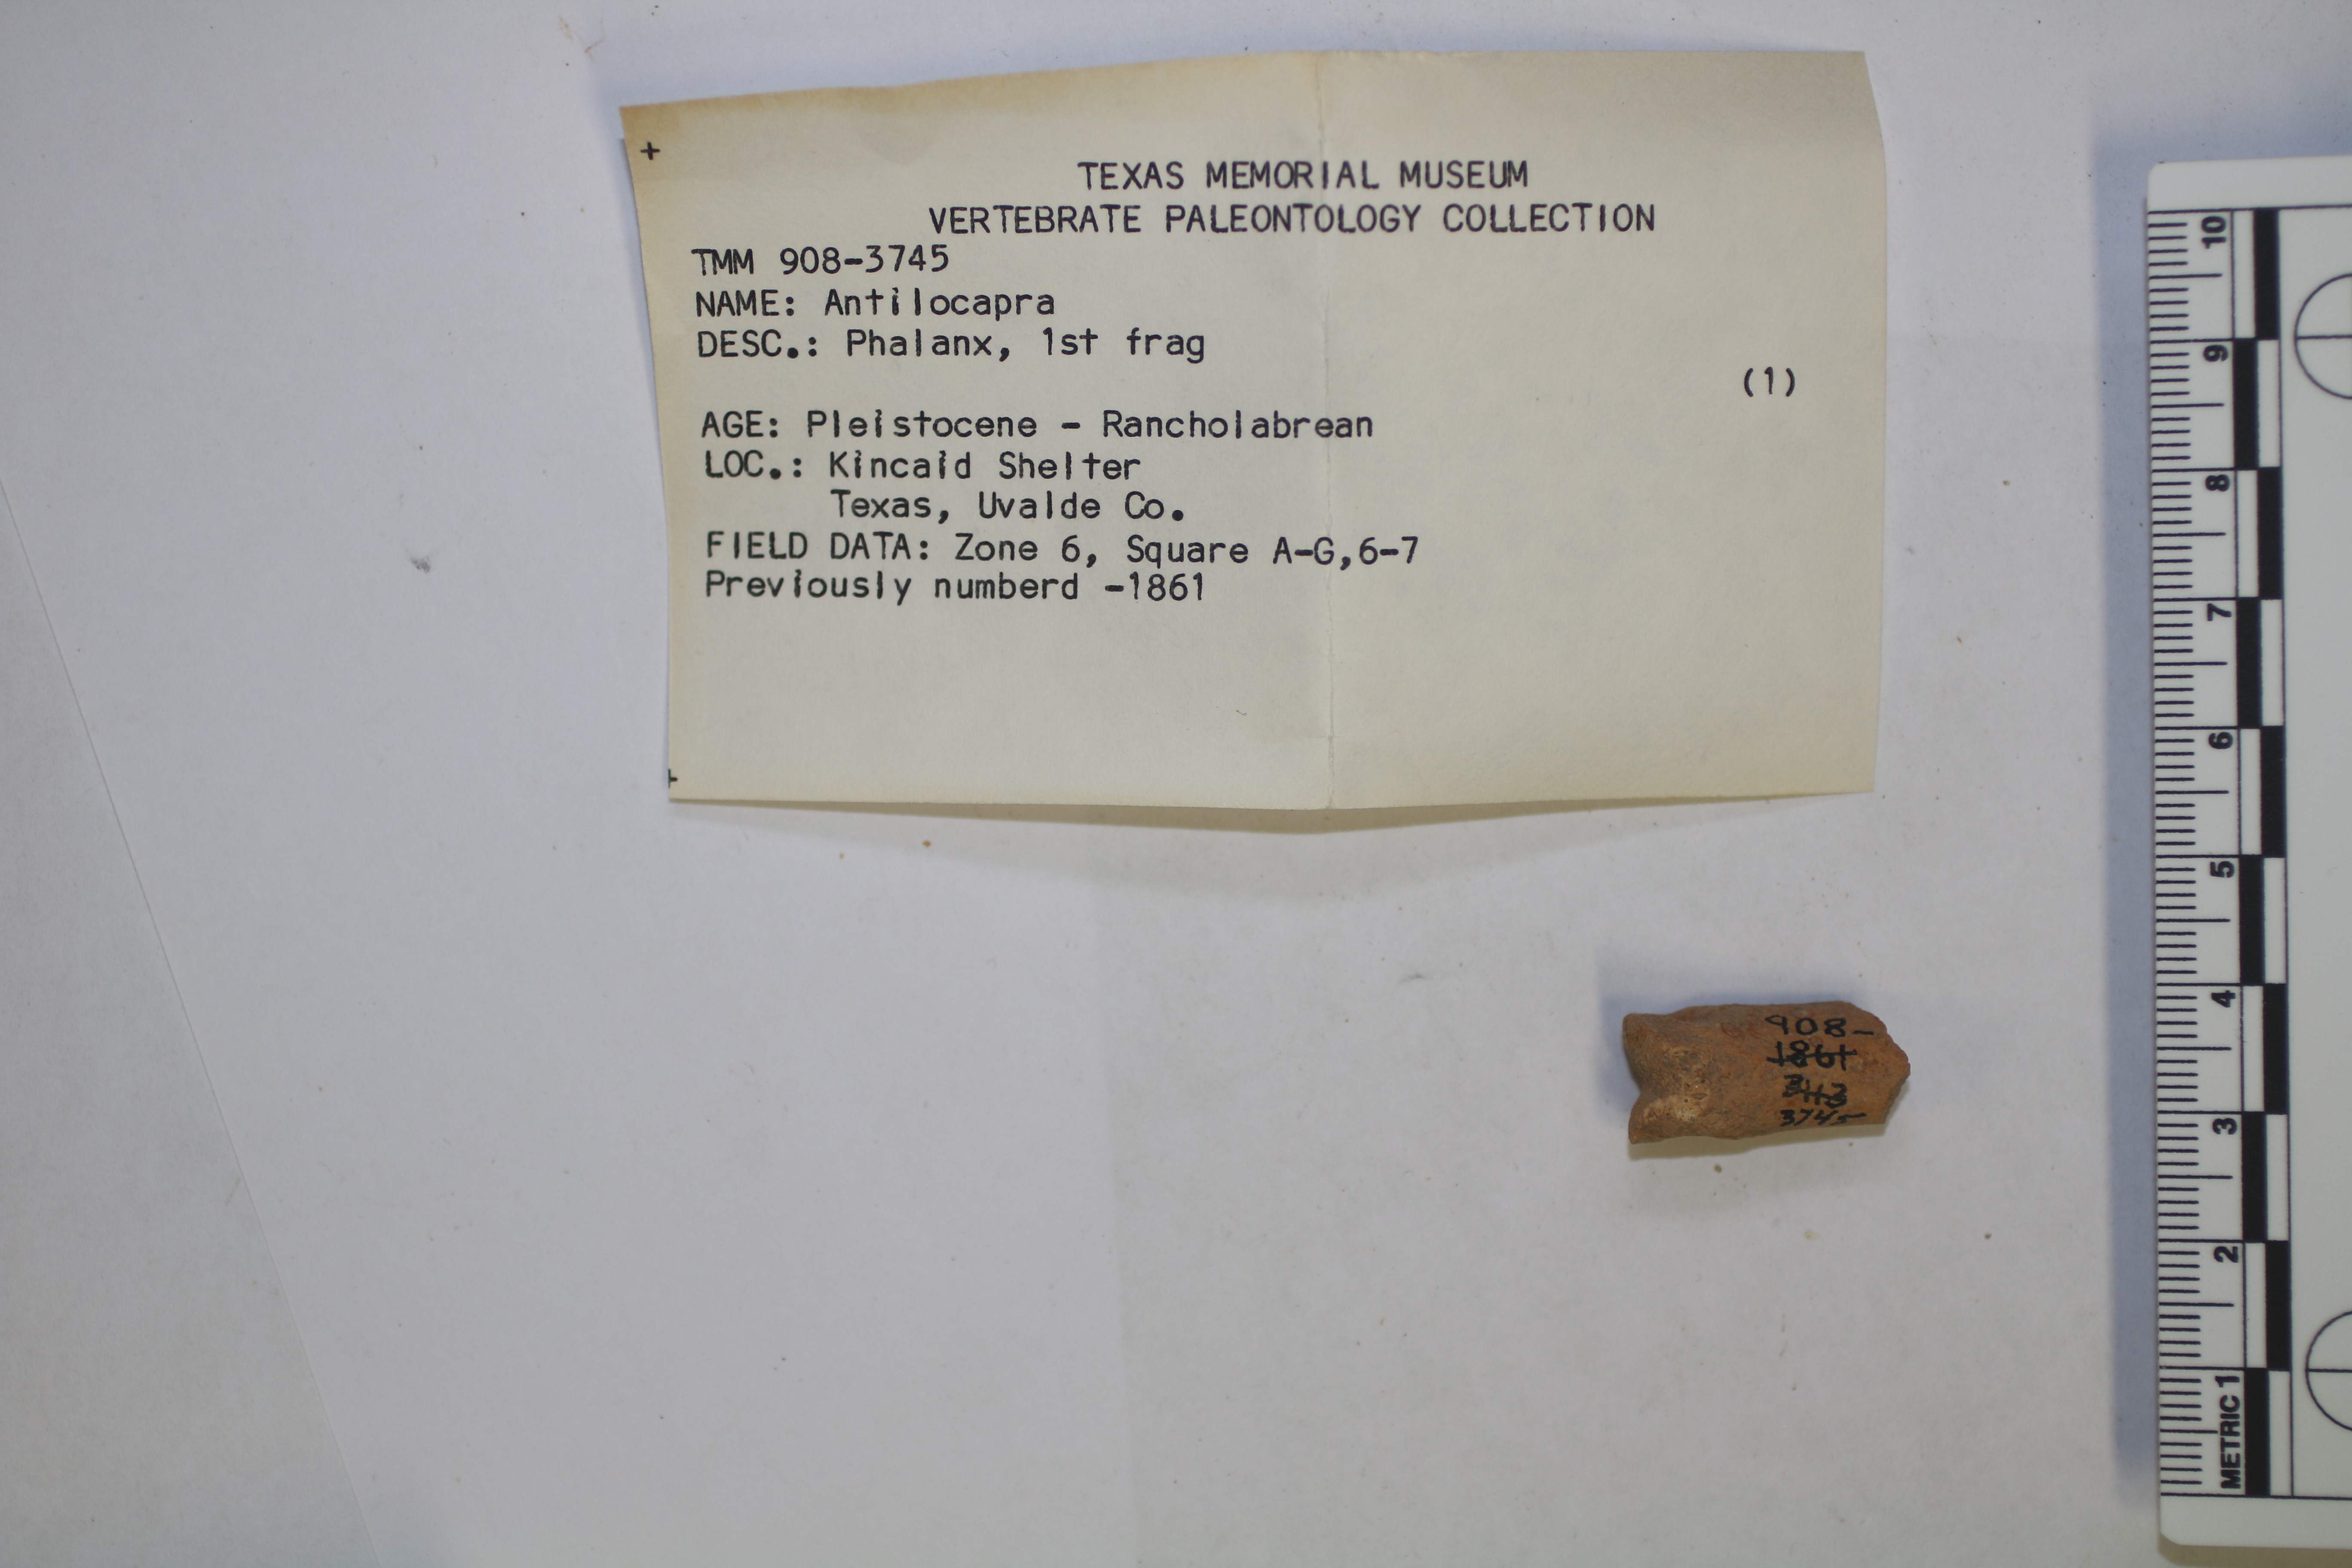 TEXAS MEMORIAL MUSEUM
VERTEBRATE PALEONTOLOGY COLLECTION
TMM 908-3745
NAME: Antilocapra
DESC.: Phalanx, 1st frag
(1)
AGE: Pleistocene - Rancholabrean
LOC.: Kincaid Shelter
Texas, Uvalde Co.
FIELD DATA: Zone 6, Square A-G,6-7
Previously numberd -1861
908-
1861
3745
10
9
8
7
6
5
4
3
2
METRIC 1